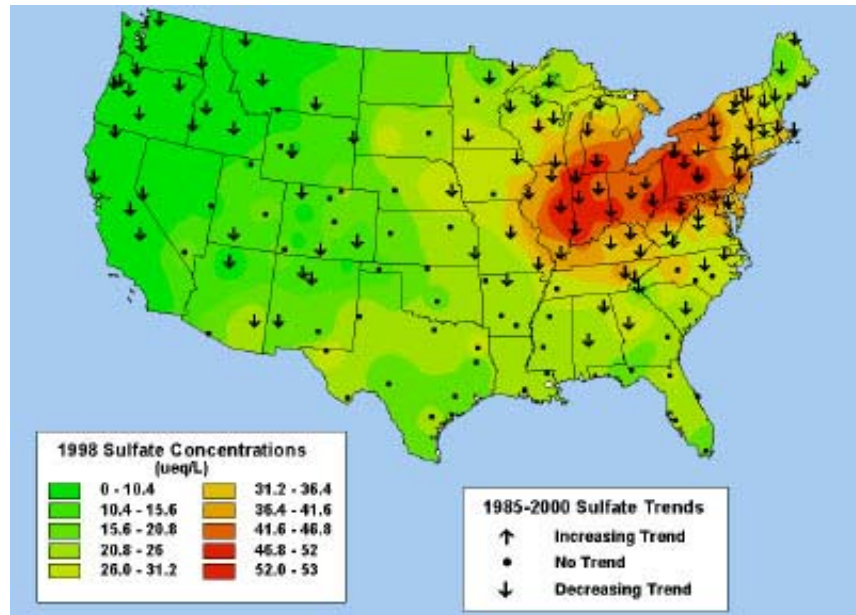 1998 Sulfate Concentrations
(ueq/L)
0 - 10.4
10.4 - 15.6
15.6 - 20.8
20.8 - 26
26.0 - 31.2
31.2 - 36.4
36.4 - 41.6
41.6 - 46.8
46.8 - 52
52.0 - 53
1985-2000 Sulfate Trends
Increasing Trend
No Trend
Decreasing Trend